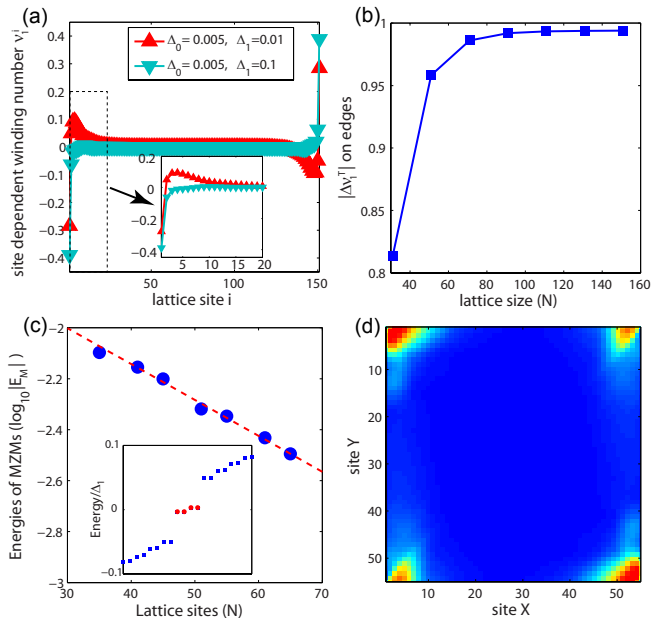 (a)
site dependent winding number ν₁ⁱ
0.4
0.3
0.2
0.1
0
−0.1
−0.2
−0.3
−0.4
Δ₀ = 0.005, Δ₁=0.01
Δ₀ = 0.005, Δ₁=0.1
0.2
0
−0.2
−0.4
5 10 15 20
50 100 150
lattice site i
(b)
|Δν₁ᵀ| on edges
1
0.95
0.9
0.85
0.8
40 60 80 100 120 140 160
lattice size (N)
(c)
Energies of MZMs (log₁₀|E_M|)
−2
−2.2
−2.4
−2.6
−2.8
−3
Energy/Δ₁
0.1
0
−0.1
30 40 50 60 70
Lattice sites (N)
(d)
site Y
10
20
30
40
50
10 20 30 40 50
site X